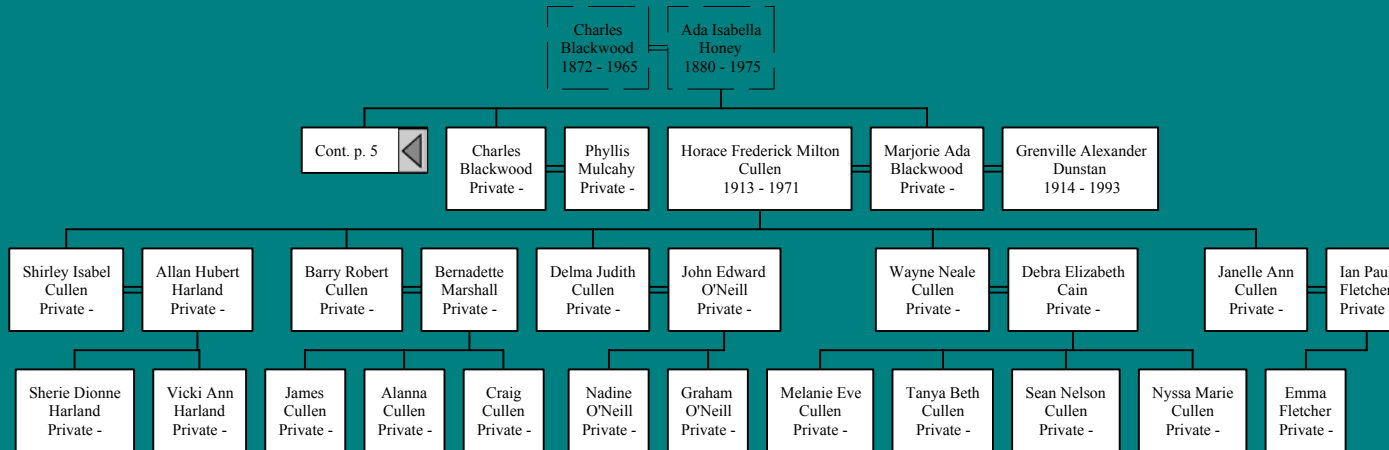 Charles
Blackwood
1872 - 1965
Ada Isabella
Honey
1880 - 1975
Cont. p. 5
Charles
Blackwood
Private -
Phyllis
Mulcahy
Private -
Horace Frederick Milton
Cullen
1913 - 1971
Marjorie Ada
Blackwood
Private -
Grenville Alexander
Dunstan
1914 - 1993
Shirley Isabel
Cullen
Private -
Allan Hubert
Harland
Private -
Barry Robert
Cullen
Private -
Bernadette
Marshall
Private -
Delma Judith
Cullen
Private -
John Edward
O'Neill
Private -
Wayne Neale
Cullen
Private -
Debra Elizabeth
Cain
Private -
Janelle Ann
Cullen
Private -
Ian Paul
Fletcher
Private
Sherie Dionne
Harland
Private -
Vicki Ann
Harland
Private -
James
Cullen
Private -
Alanna
Cullen
Private -
Craig
Cullen
Private -
Nadine
O'Neill
Private -
Graham
O'Neill
Private -
Melanie Eve
Cullen
Private -
Tanya Beth
Cullen
Private -
Sean Nelson
Cullen
Private -
Nyssa Marie
Cullen
Private -
Emma
Fletcher
Private -